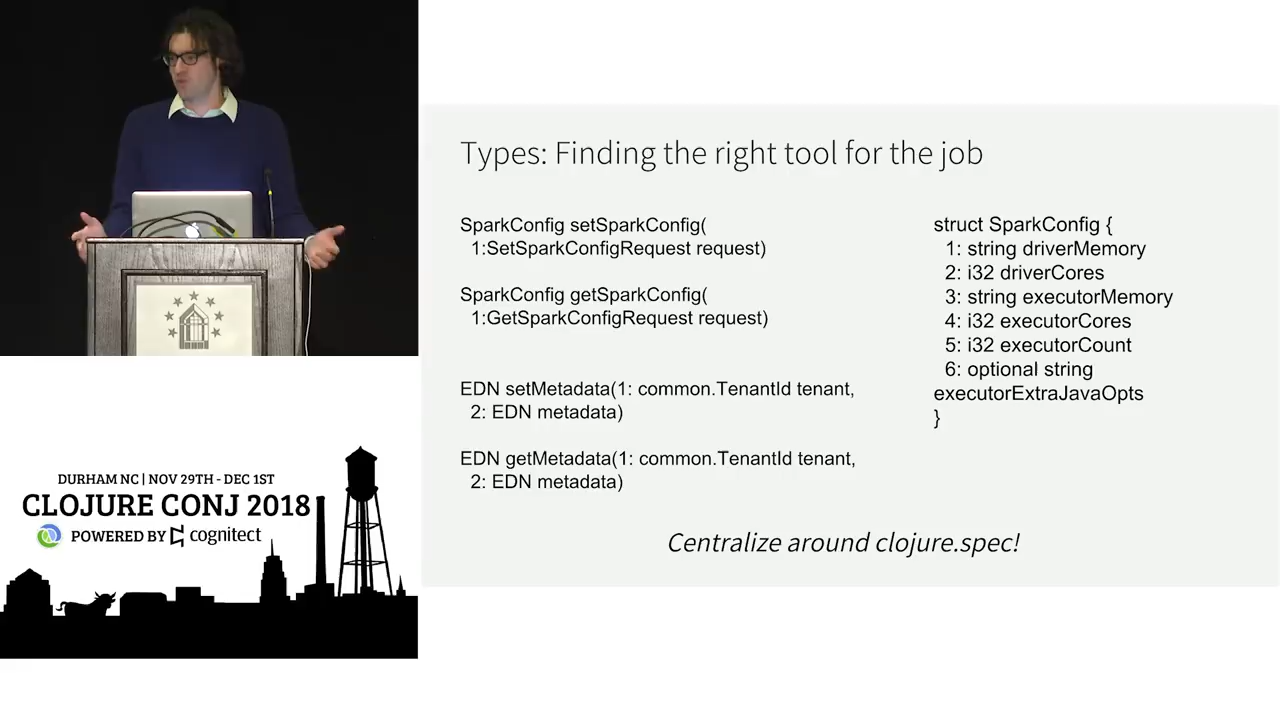 Types: Finding the right tool for the job
SparkConfig setSparkConfig(
1:SetSparkConfigRequest request)
SparkConfig getSparkConfig(
1:GetSparkConfigRequest request)
EDN setMetadata(1: common.TenantId tenant,
2: EDN metadata)
EDN getMetadata(1: common.TenantId tenant,
2: EDN metadata)
struct SparkConfig {
1: string driverMemory
2: i32 driverCores
3: string executorMemory
4: i32 executorCores
5: i32 executorCount
6: optional string
executorExtraJavaOpts
}
Centralize around clojure.spec!
DURHAM NC | NOV 29TH - DEC 1ST
CLOJURE CONJ 2018
POWERED BY cognitect